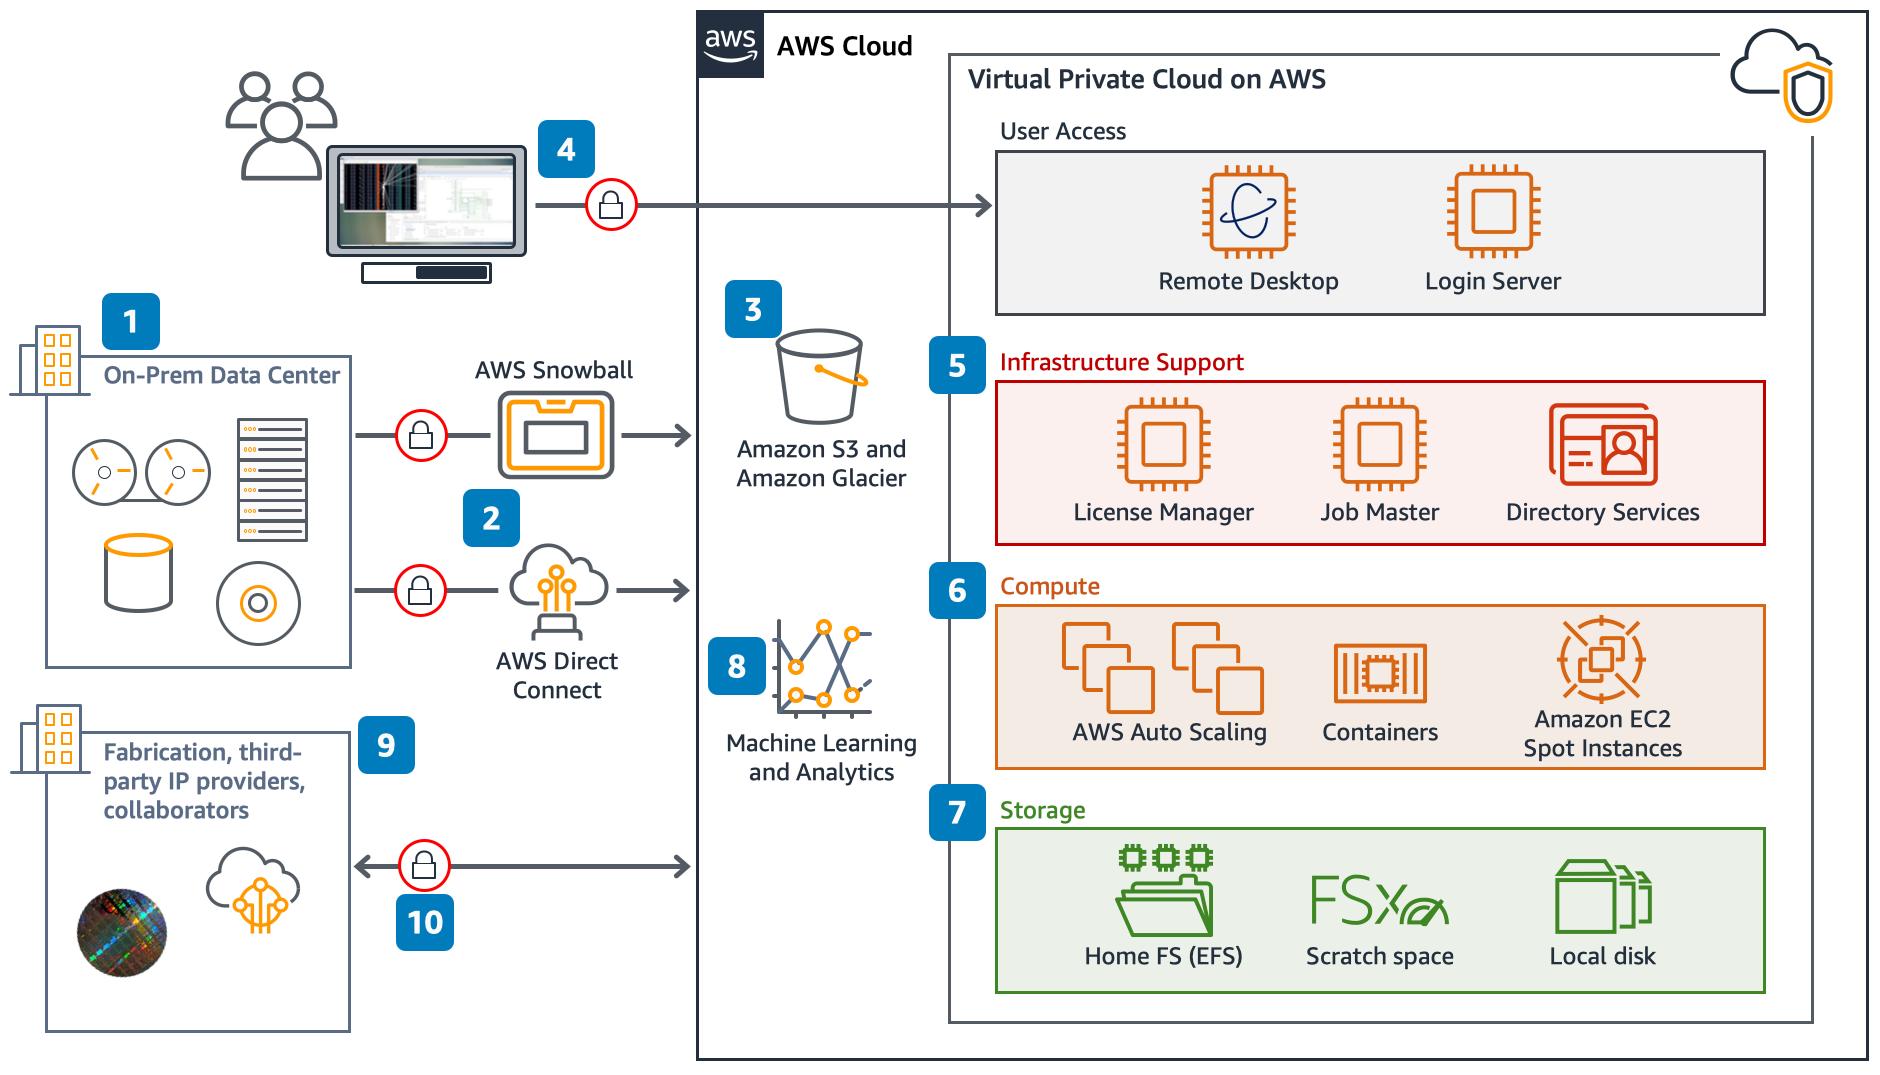 aws
AWS Cloud
Virtual Private Cloud on AWS
User Access
4
Remote Desktop
Login Server
1
On-Prem Data Center
AWS Snowball
2
AWS Direct
Connect
3
Amazon S3 and
Amazon Glacier
5
Infrastructure Support
License Manager
Job Master
Directory Services
6
Compute
AWS Auto Scaling
Containers
Amazon EC2
Spot Instances
8
Machine Learning
and Analytics
9
Fabrication, third-
party IP providers,
collaborators
10
7
Storage
Home FS (EFS)
FSx
Scratch space
Local disk